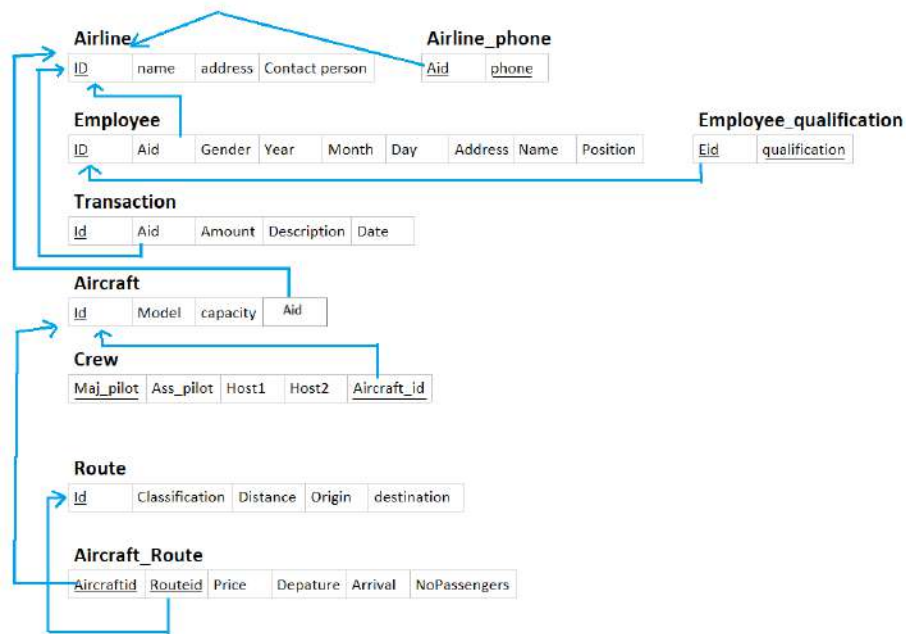 Airline Airline_phone
ID name address Contact person Aid phone
Employee Employee_qualification
ID Aid Gender Year Month Day Address Name Position Eid qualification
Transaction
Id Aid Amount Description Date
Aircraft
Id Model capacity Aid
Crew
Maj_pilot Ass_pilot Host1 Host2 Aircraft_id
Route
Id Classification Distance Origin destination
Aircraft_Route
Aircraftid Routeid Price Depature Arrival NoPassengers